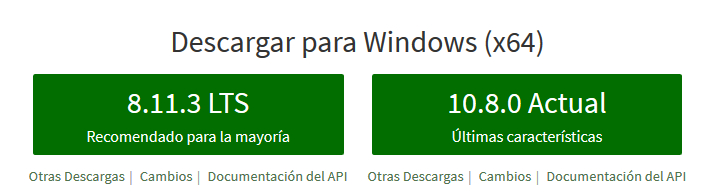 Descargar para Windows (x64)
8.11.3 LTS
Recomendado para la mayoría
10.8.0 Actual
Últimas características
Otras Descargas | Cambios | Documentación del API
Otras Descargas | Cambios | Documentación del API